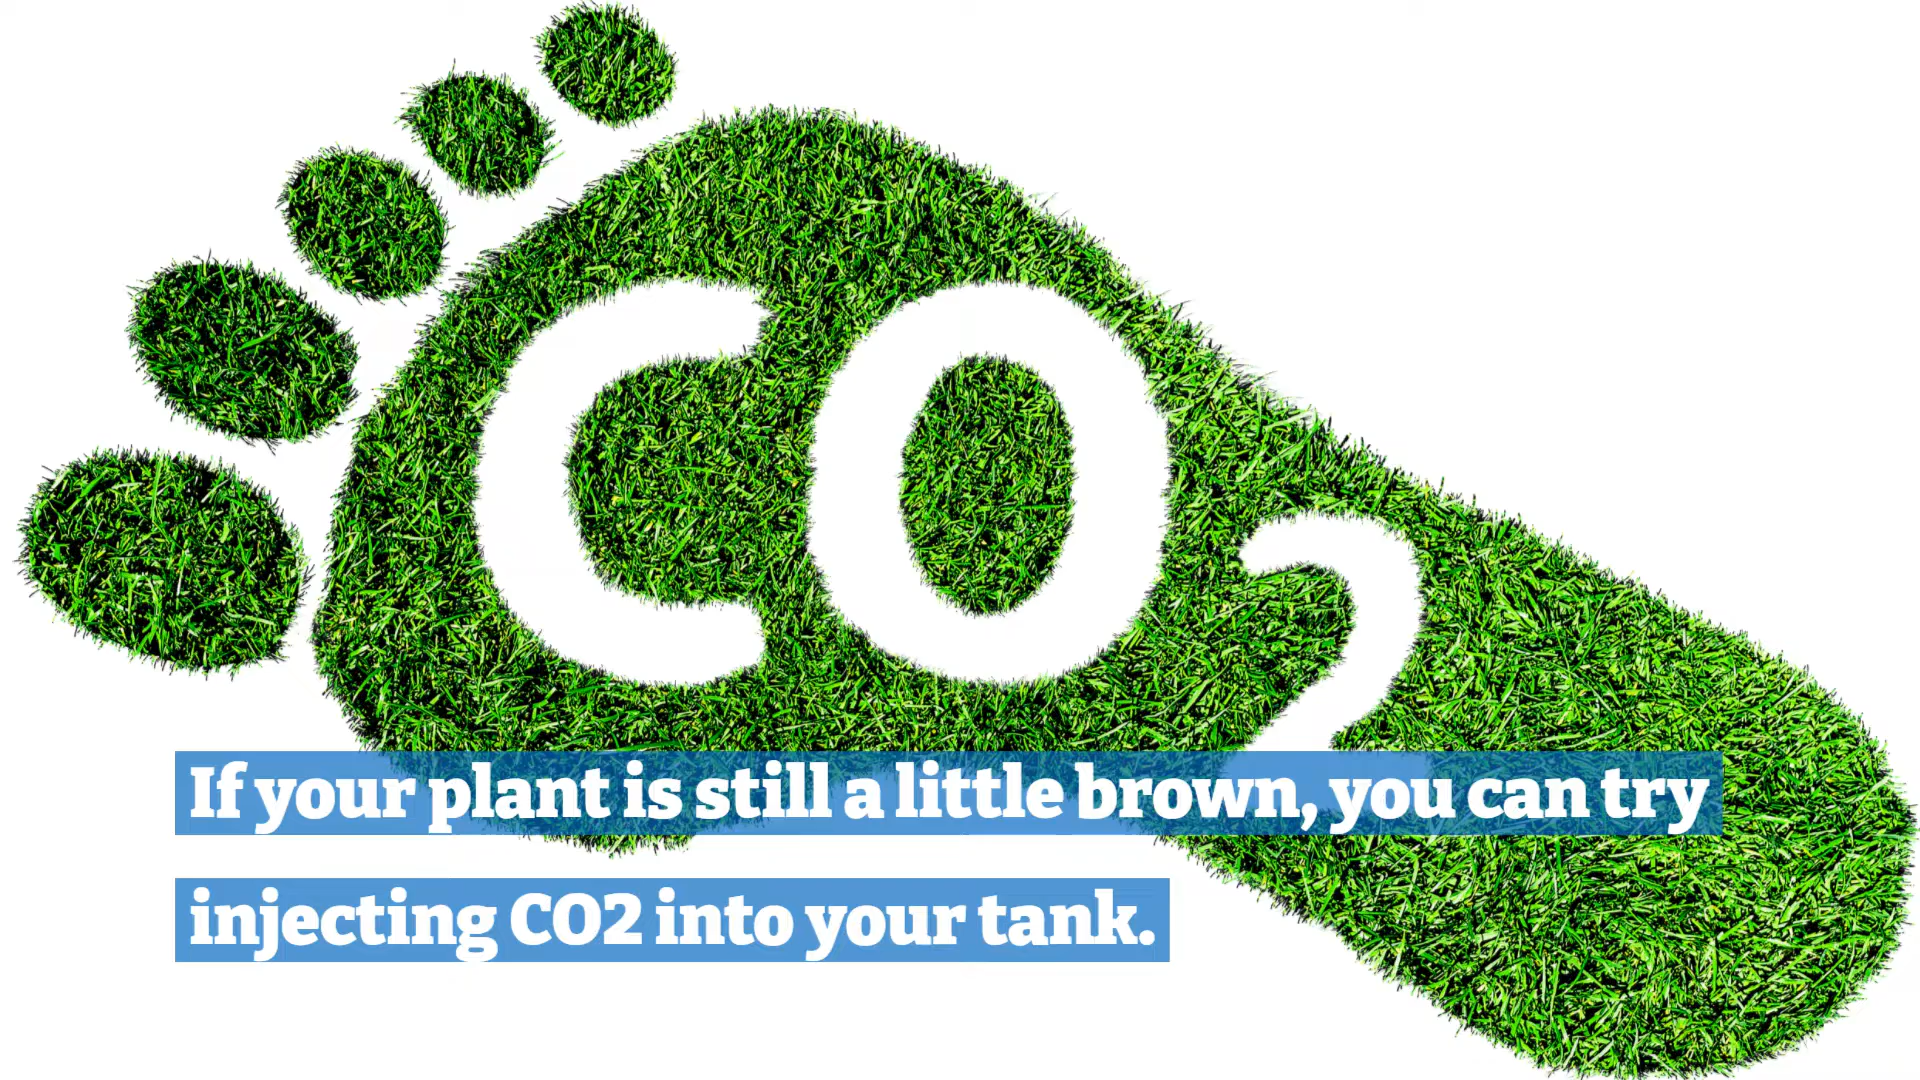 CO2
If your plant is still a little brown, you can try
injecting CO2 into your tank.